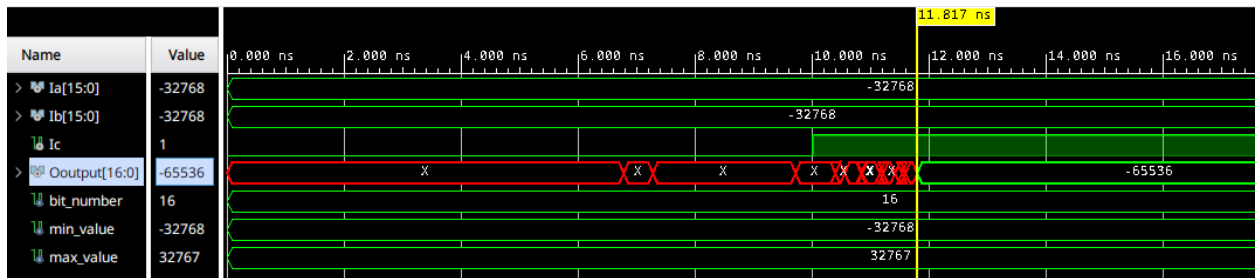 11.817 ns
Name Value 0.000 ns 2.000 ns 4.000 ns 6.000 ns 8.000 ns 10.000 ns 12.000 ns 14.000 ns 16.000 ns
Ia[15:0] -32768 -32768
Ib[15:0] -32768 -32768
Ic 1
Ooutput[16:0] -65536 X X X X X X X -65536
bit_number 16 16
min_value -32768 -32768
max_value 32767 32767